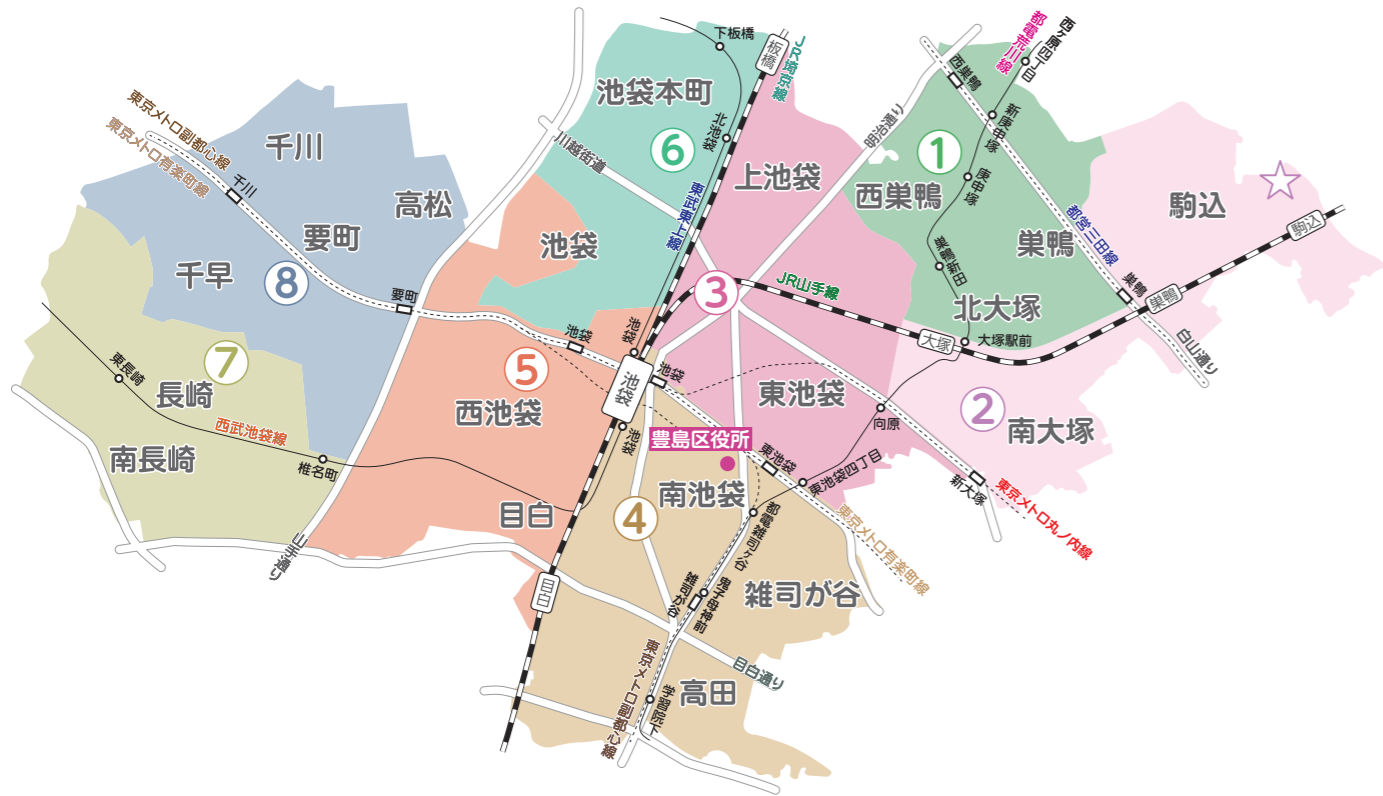 下板橋
板橋
JR埼京線
都電荒川線
西ヶ原四丁目
池袋本町
⑥
北池袋
川越街道
東武東上線
上池袋
明治通り
西巣鴨
新庚申塚
①
庚申塚
西巣鴨
巣鴨新田
都営三田線
巣鴨
北大塚
駒込
☆
駒込
巣鴨
巣鴨
白山通り
東京メトロ副都心線
東京メトロ有楽町線
千川
千川
高松
要町
千早
⑧
要町
池袋
③
JR山手線
大塚
大塚駅前
池袋
池袋
池袋
池袋
池袋
⑤
西池袋
東池袋
向原
②
南大塚
新大塚
東京メトロ丸ノ内線
⑦
東長崎
長崎
西武池袋線
南長崎
椎名町
山手通り
豊島区役所
東池袋
東池袋四丁目
南池袋
④
東京メトロ有楽町線
都電雑司ヶ谷
目白
目白
鬼子母神前
雑司が谷
雑司が谷
目白通り
高田
学習院下
東京メトロ副都心線